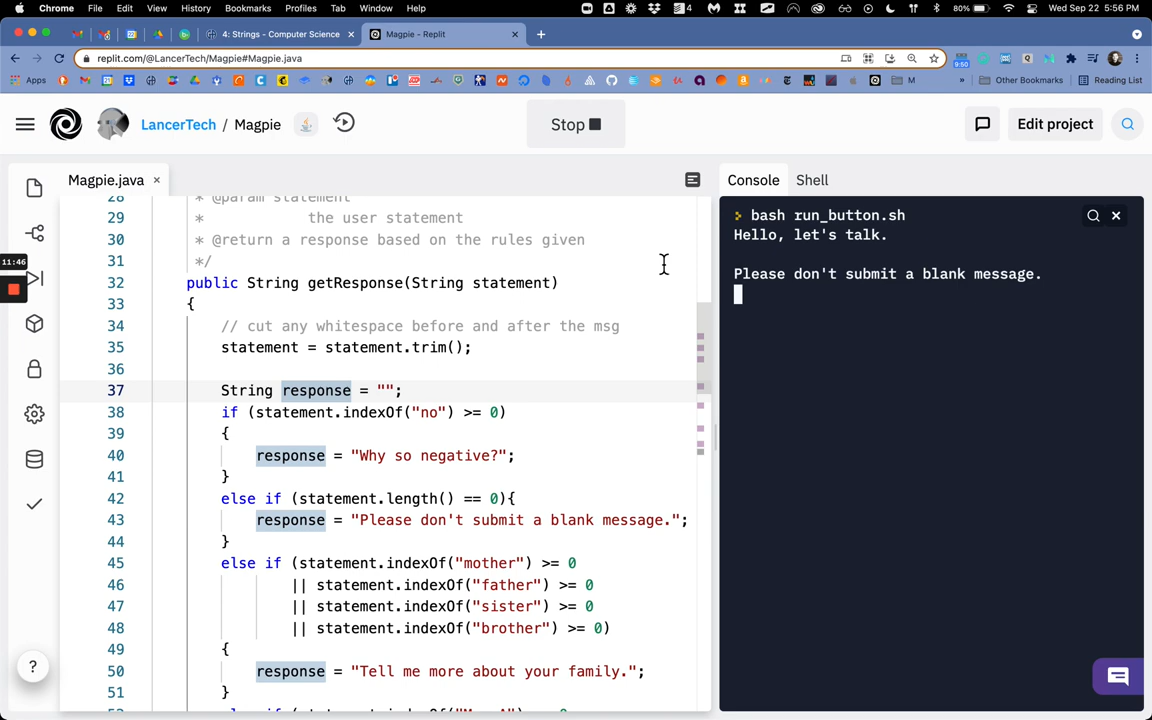 Chrome File Edit View History Bookmarks Profiles Tab Window Help 4 80% Wed Sep 22 5:56 PM
4: Strings - Computer Science × Magpie - Replit × +
replit.com/@LancerTech/Magpie#Magpie.java
Apps M » Other Bookmarks Reading List
9:60
LancerTech / Magpie Stop Edit project
Magpie.java × Console Shell
28 * @param statement
29 * the user statement
30 * @return a response based on the rules given
31 */
32 public String getResponse(String statement)
33 {
34 // cut any whitespace before and after the msg
35 statement = statement.trim();
36
37 String response = "";
38 if (statement.indexOf("no") >= 0)
39 {
40 response = "Why so negative?";
41 }
42 else if (statement.length() == 0){
43 response = "Please don't submit a blank message.";
44 }
45 else if (statement.indexOf("mother") >= 0
46 || statement.indexOf("father") >= 0
47 || statement.indexOf("sister") >= 0
48 || statement.indexOf("brother") >= 0)
49 {
50 response = "Tell me more about your family.";
51 }
11:46
?
bash run_button.sh
Hello, let's talk.
Please don't submit a blank message.